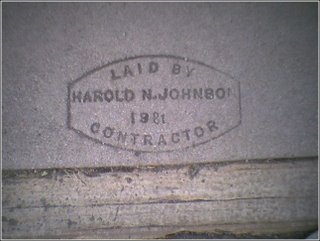 LAID BY
HAROLD N. JOHNSON
CONTRACTOR